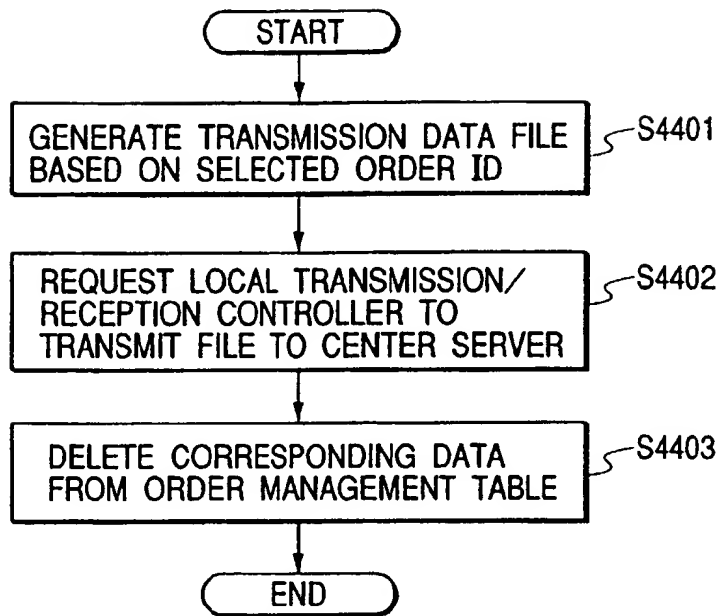 START
GENERATE TRANSMISSION DATA FILE
BASED ON SELECTED ORDER ID
S4401
REQUEST LOCAL TRANSMISSION/
RECEPTION CONTROLLER TO
TRANSMIT FILE TO CENTER SERVER
S4402
DELETE CORRESPONDING DATA
FROM ORDER MANAGEMENT TABLE
S4403
END